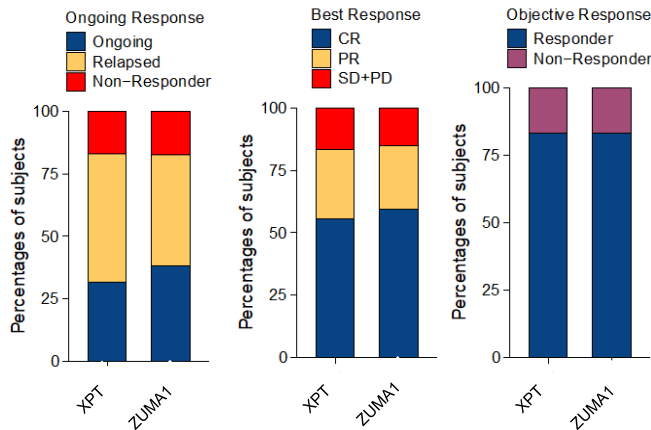 Ongoing Response
Ongoing
Relapsed
Non−Responder
Percentages of subjects
100
75
50
25
0
XPT
ZUMA1
Best Response
CR
PR
SD+PD
Percentages of subjects
100
75
50
25
0
XPT
ZUMA1
Objective Response
Responder
Non−Responder
Percentages of subjects
100
75
50
25
0
XPT
ZUMA1